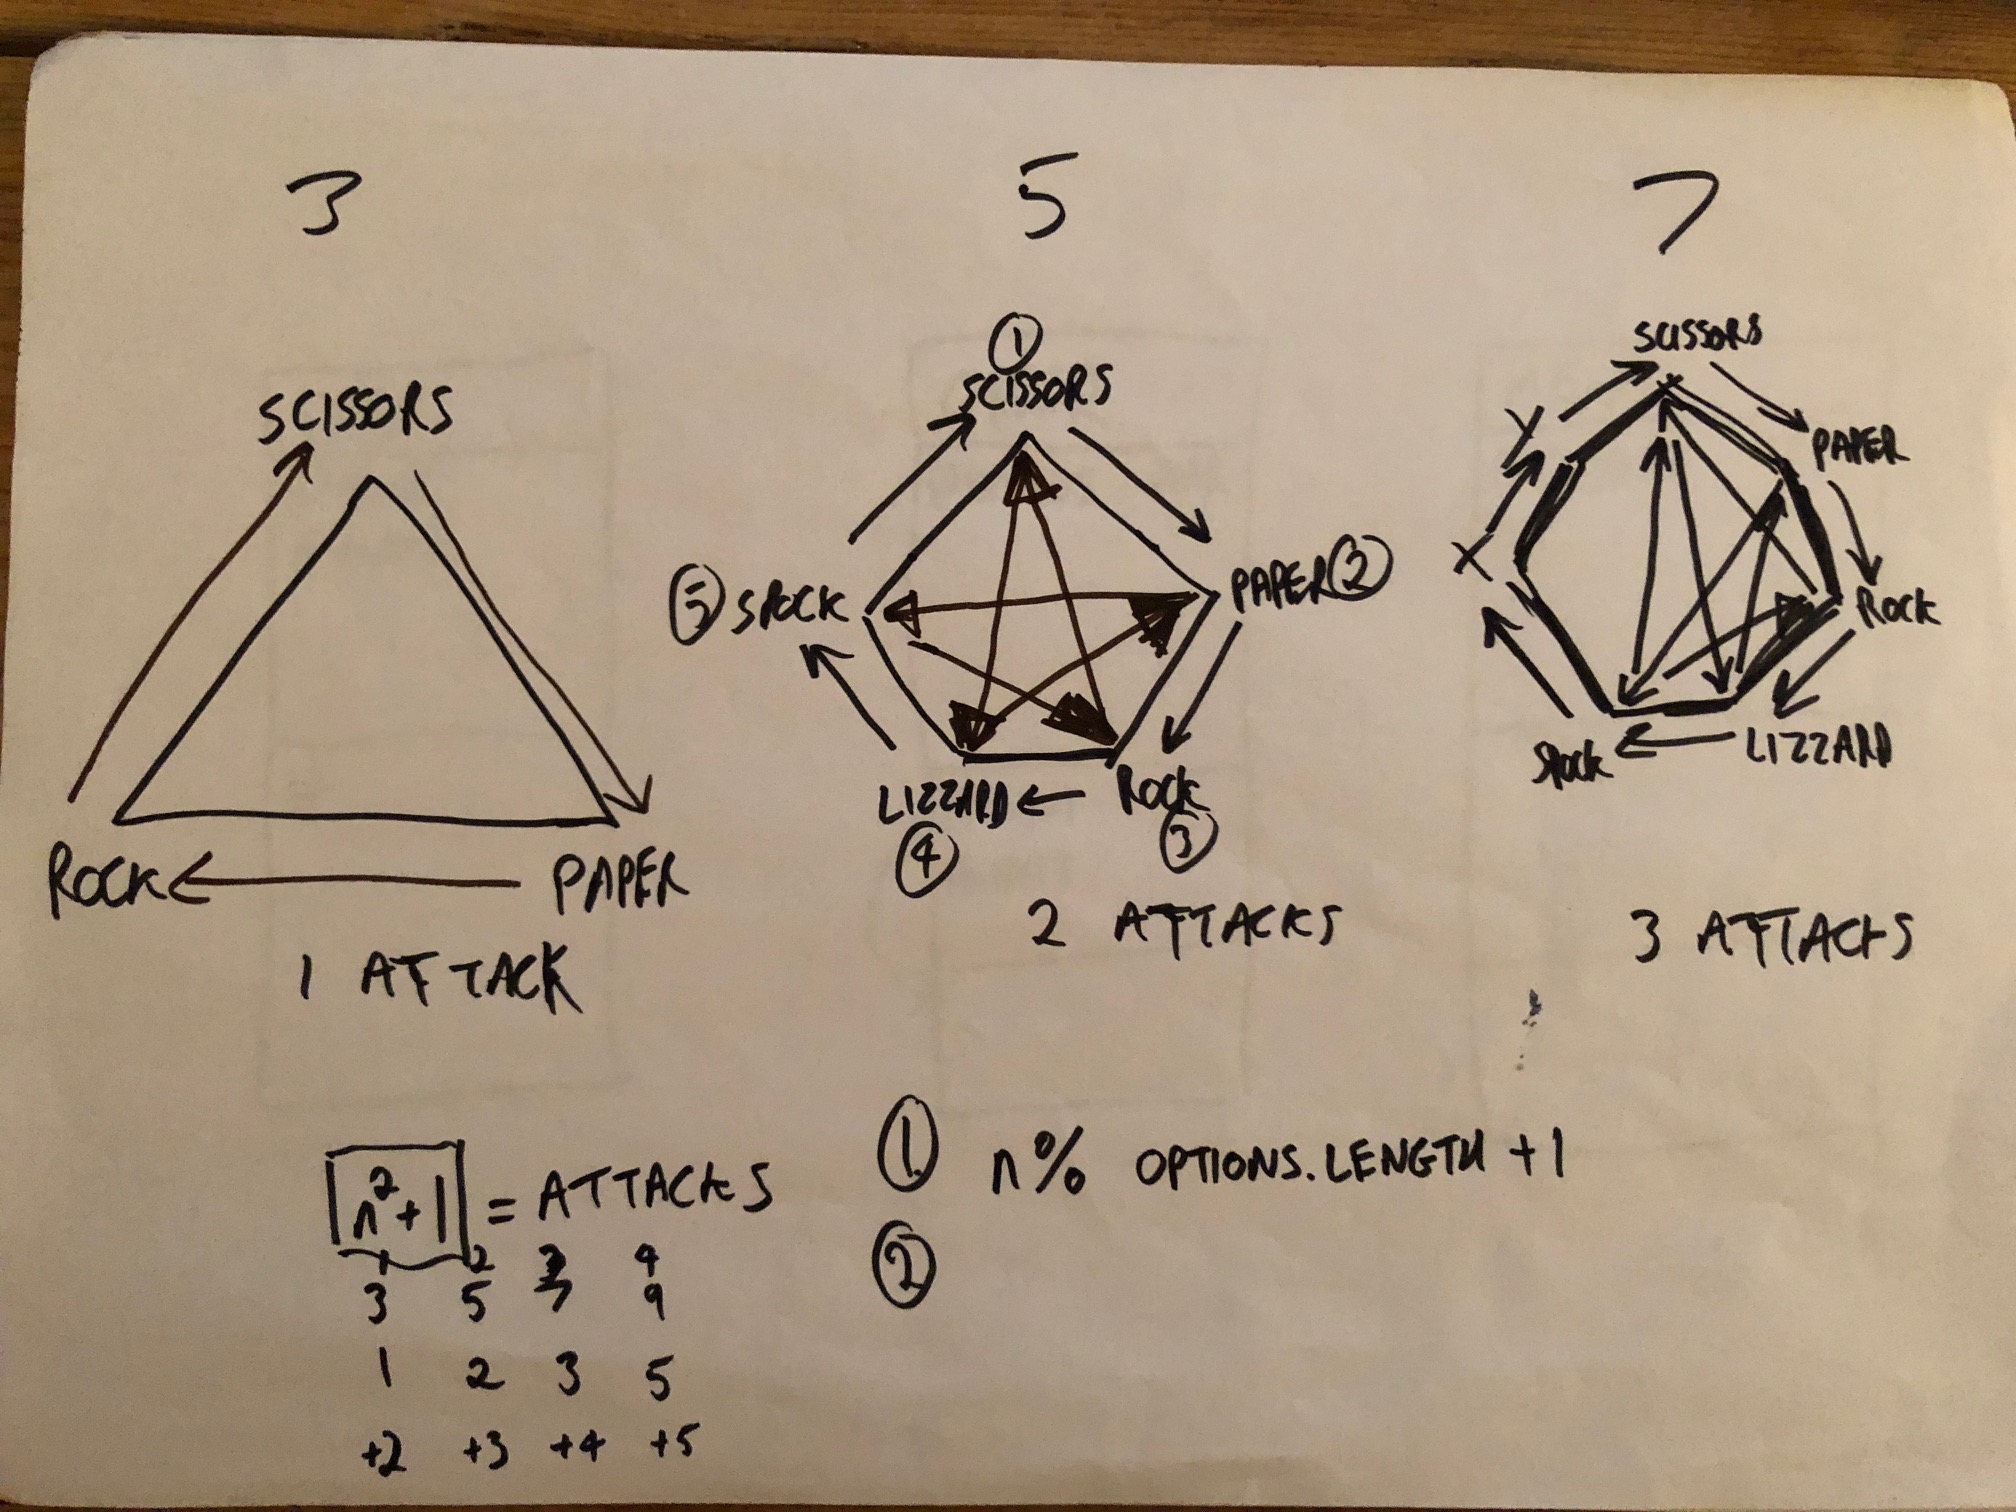 3
SCISSORS
ROCK
PAPER
1 ATTACK
5
①
SCISSORS
⑤ SPOCK
PAPER ②
LIZZARD
④
ROCK
③
2 ATTACKS
7
SCISSORS
Y
PAPER
X
ROCK
SPOCK
LIZZARD
3 ATTACKS
n²+1 = ATTACKS
1 2 3 4
3 5 7 9
1 2 3 5
+2 +3 +4 +5
① n% OPTIONS.LENGTH +1
②